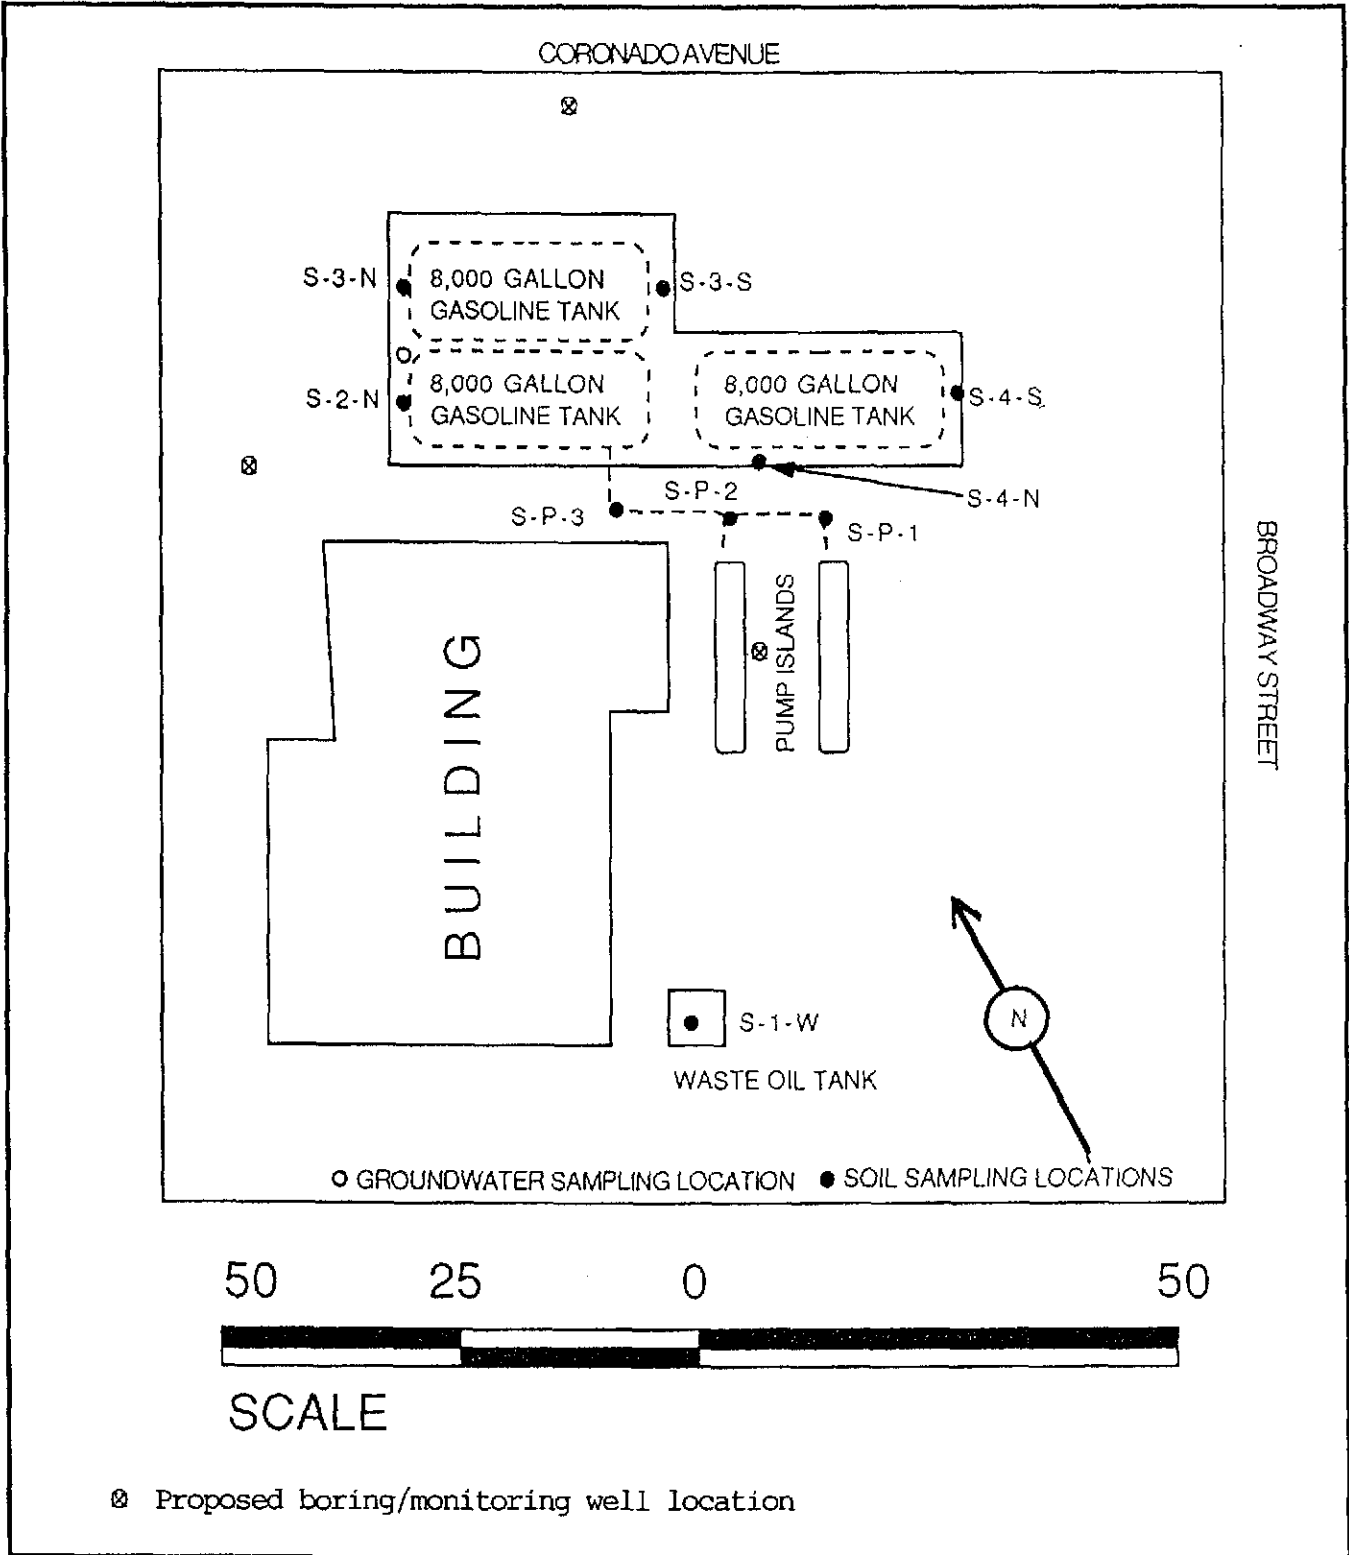 CORONADO AVENUE
S-3-N
8,000 GALLON
GASOLINE TANK
S-3-S
S-2-N
8,000 GALLON
GASOLINE TANK
8,000 GALLON
GASOLINE TANK
S-4-S
S-4-N
S-P-2
S-P-3
S-P-1
BROADWAY STREET
PUMP ISLANDS
BUILDING
S-1-W
WASTE OIL TANK
N
GROUNDWATER SAMPLING LOCATION
SOIL SAMPLING LOCATIONS
50 25 0 50
SCALE
Proposed boring/monitoring well location